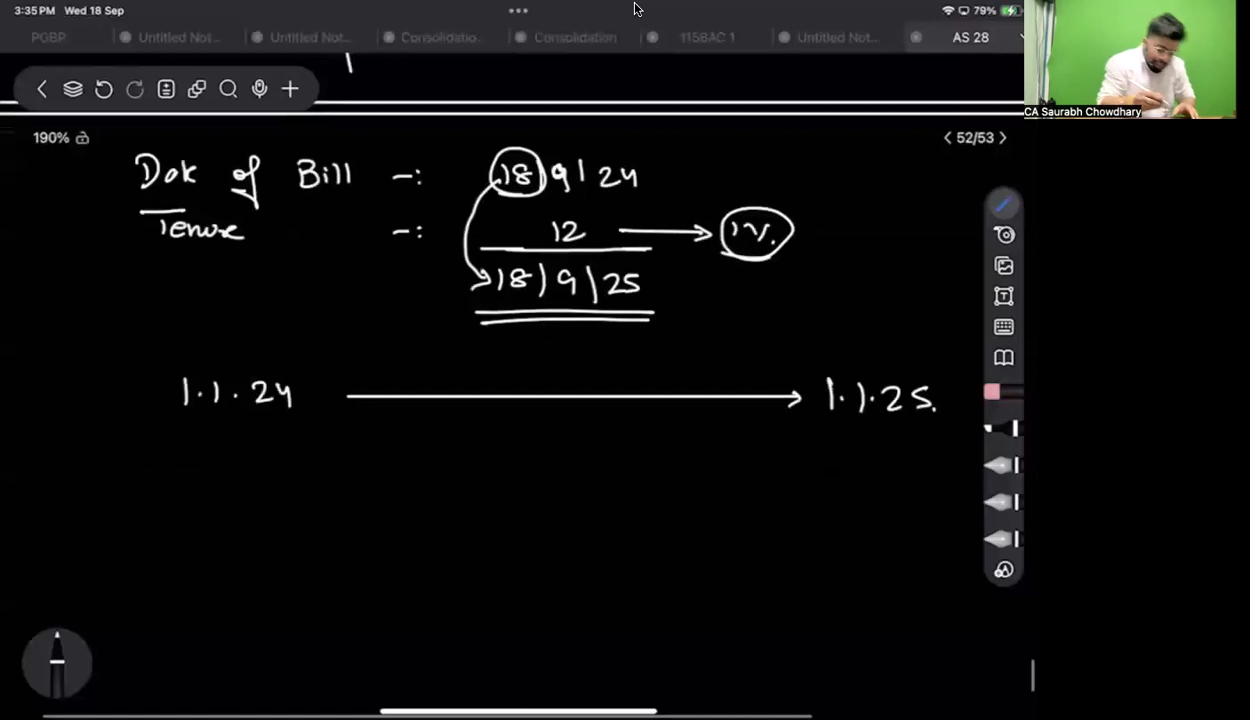 3:35 PM Wed 18 Sep
79%
PGBP
Untitled Not...
Untitled Not...
Consolidatio...
Consolidation
115BAC 1
Untitled Not...
AS 28
CA Saurabh Chowdhary
190%
52/53
Date of Bill -: 18/9/24
Tenure -: 12 → 1Y.
18/9/25
1.1.24 → 1.1.25.